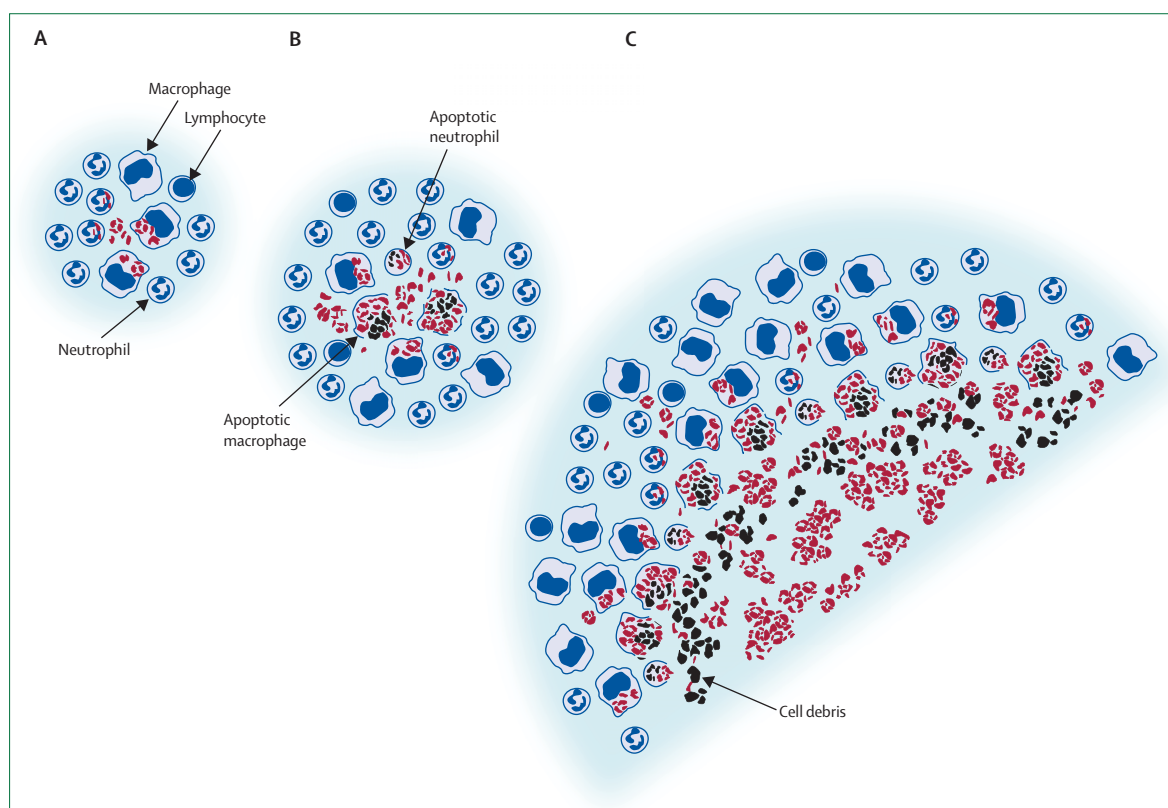 A
B
C
Macrophage
Lymphocyte
Apoptotic
neutrophil
Neutrophil
Apoptotic
macrophage
Cell debris